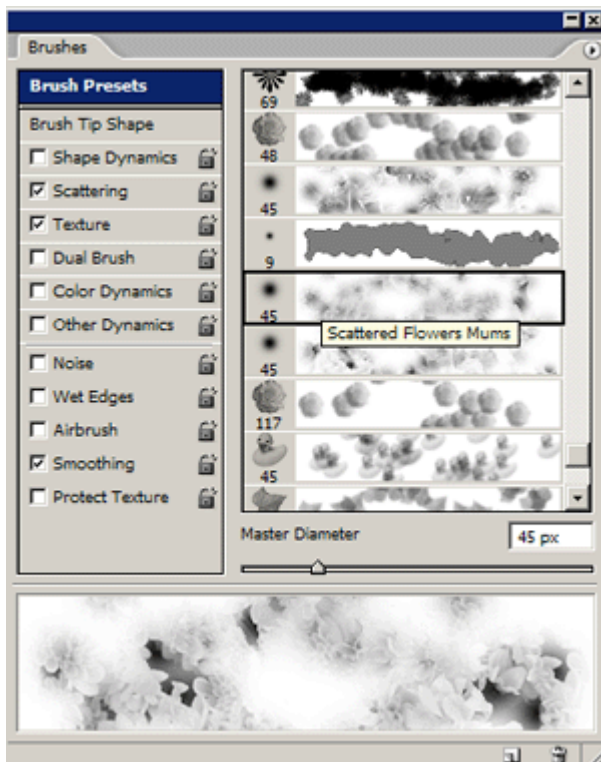 Brushes
Brush Presets
Brush Tip Shape
Shape Dynamics
Scattering
Texture
Dual Brush
Color Dynamics
Other Dynamics
Noise
Wet Edges
Airbrush
Smoothing
Protect Texture
69
48
45
9
45
Scattered Flowers Mums
45
117
45
Master Diameter
45 px